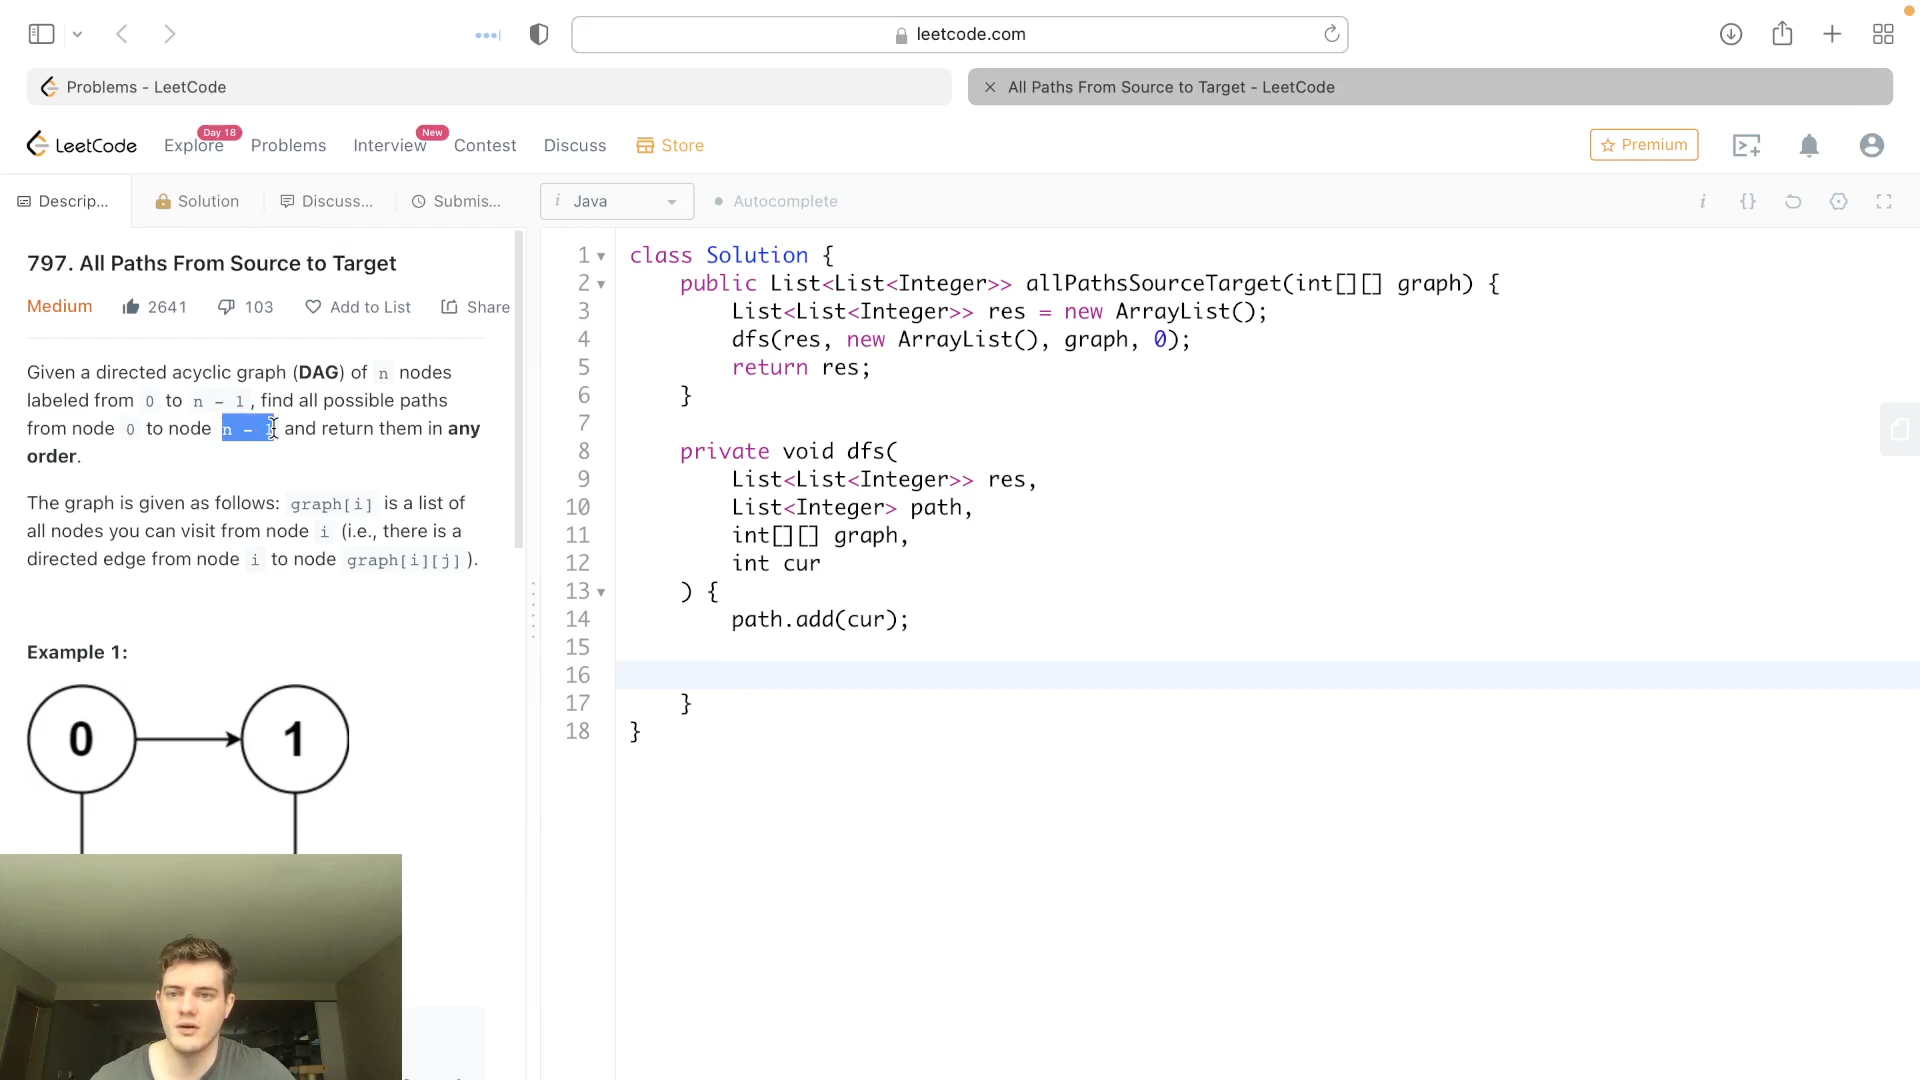 leetcode.com
Problems - LeetCode
All Paths From Source to Target - LeetCode
LeetCode
Explore
Day 18
Problems
Interview
New
Contest
Discuss
Store
Premium
Descrip...
Solution
Discuss...
Submis...
i Java
Autocomplete
i {}
797. All Paths From Source to Target
Medium 2641 103 Add to List Share
Given a directed acyclic graph (DAG) of n nodes
labeled from 0 to n - 1, find all possible paths
from node 0 to node n - 1 and return them in any
order.
The graph is given as follows: graph[i] is a list of
all nodes you can visit from node i (i.e., there is a
directed edge from node i to node graph[i][j]).
Example 1:
0 1
1 class Solution {
2 public List<List<Integer>> allPathsSourceTarget(int[][] graph) {
3 List<List<Integer>> res = new ArrayList();
4 dfs(res, new ArrayList(), graph, 0);
5 return res;
6 }
7
8 private void dfs(
9 List<List<Integer>> res,
10 List<Integer> path,
11 int[][] graph,
12 int cur
13 ) {
14 path.add(cur);
15
16
17 }
18 }